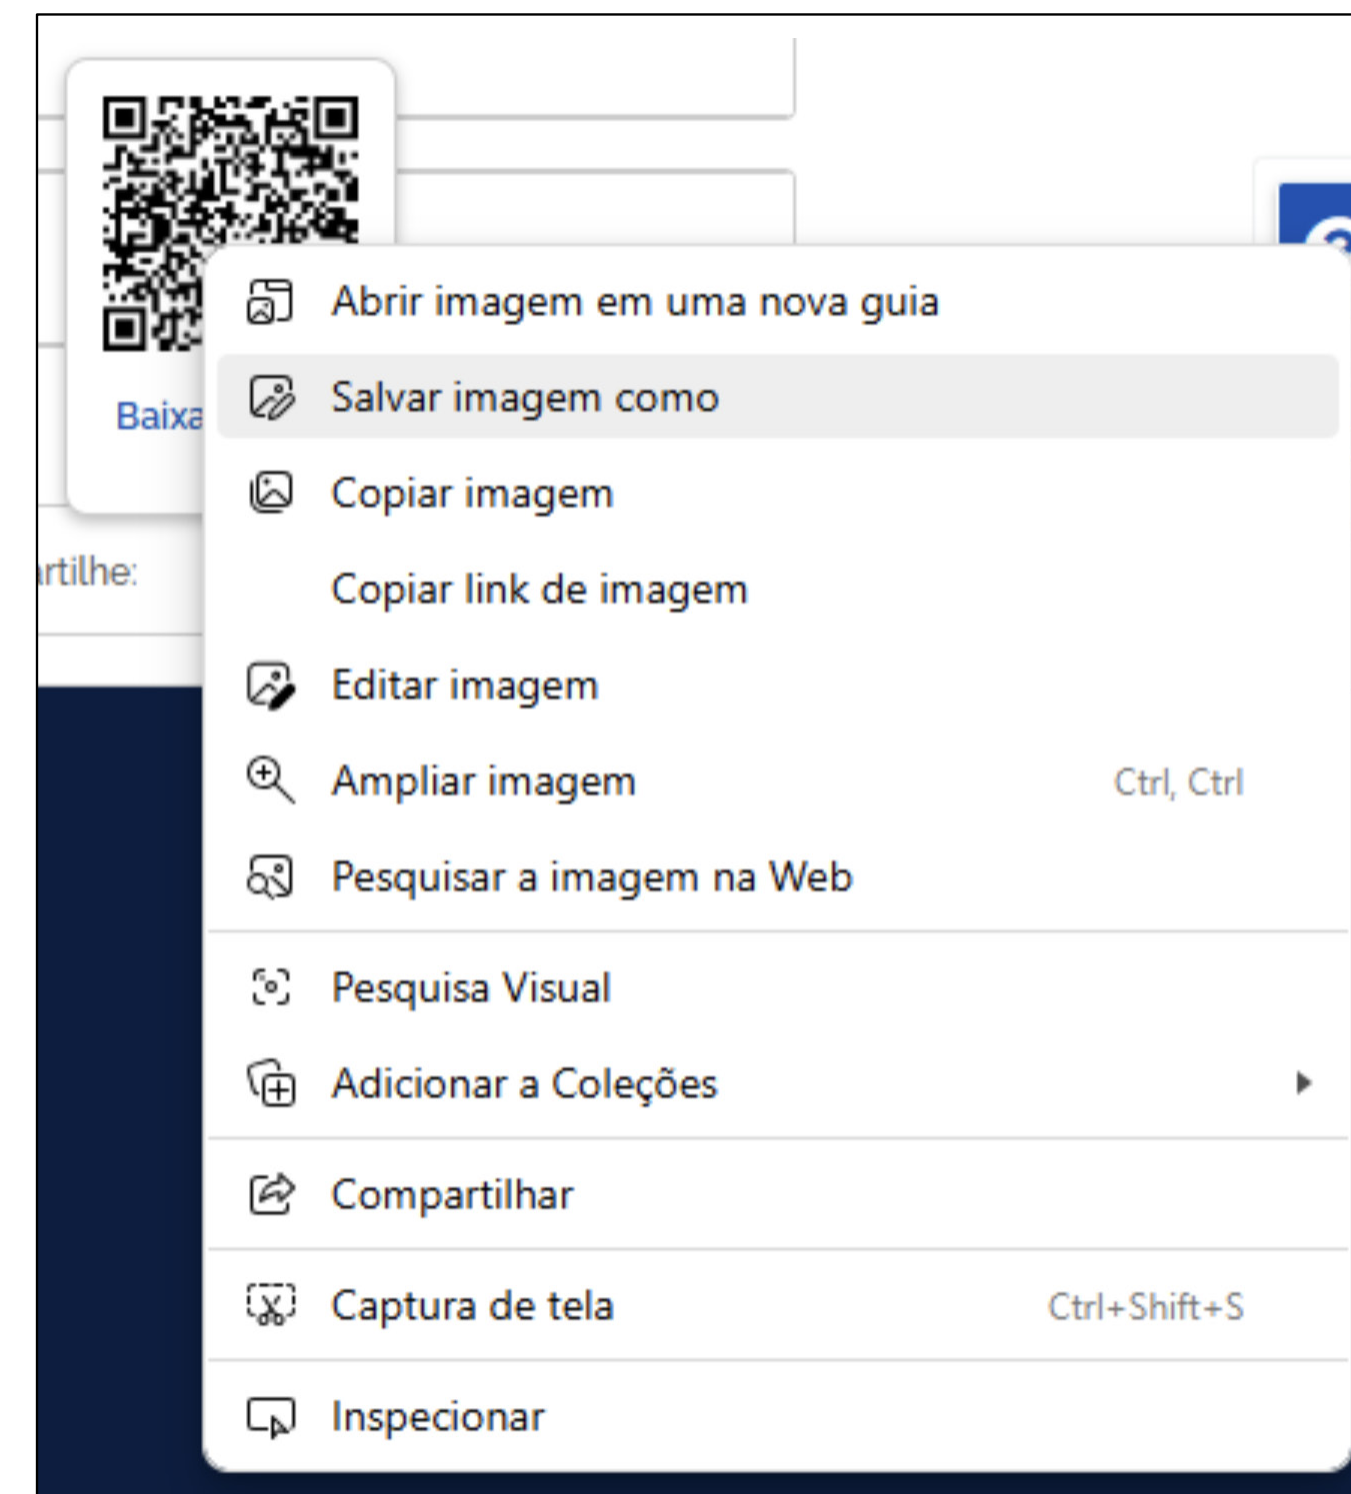 Abrir imagem em uma nova guia
Salvar imagem como
Baixa
Copiar imagem
rtilhe:
Copiar link de imagem
Editar imagem
Ampliar imagem Ctrl, Ctrl
Pesquisar a imagem na Web
Pesquisa Visual
Adicionar a Coleções
Compartilhar
Captura de tela Ctrl+Shift+S
Inspecionar